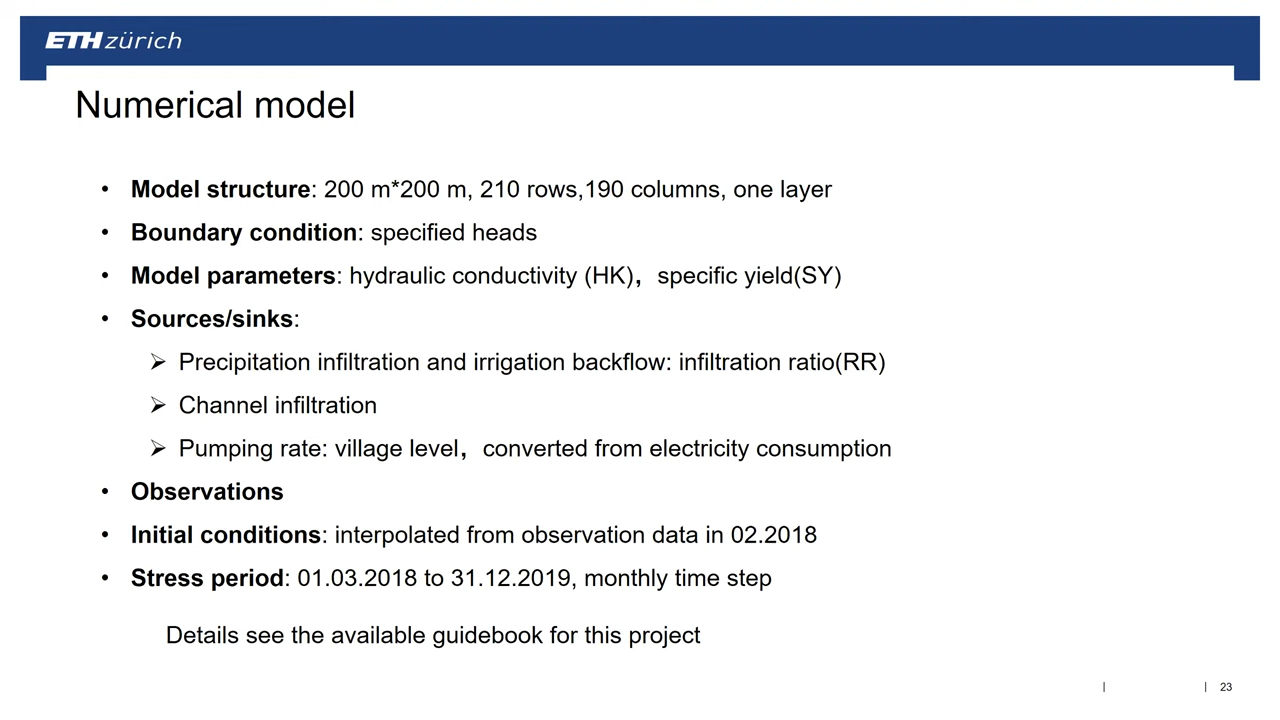 ETH zürich
Numerical model
• Model structure: 200 m*200 m, 210 rows,190 columns, one layer
• Boundary condition: specified heads
• Model parameters: hydraulic conductivity (HK)，specific yield(SY)
• Sources/sinks:
➢ Precipitation infiltration and irrigation backflow: infiltration ratio(RR)
➢ Channel infiltration
➢ Pumping rate: village level，converted from electricity consumption
• Observations
• Initial conditions: interpolated from observation data in 02.2018
• Stress period: 01.03.2018 to 31.12.2019, monthly time step
Details see the available guidebook for this project
| | 23